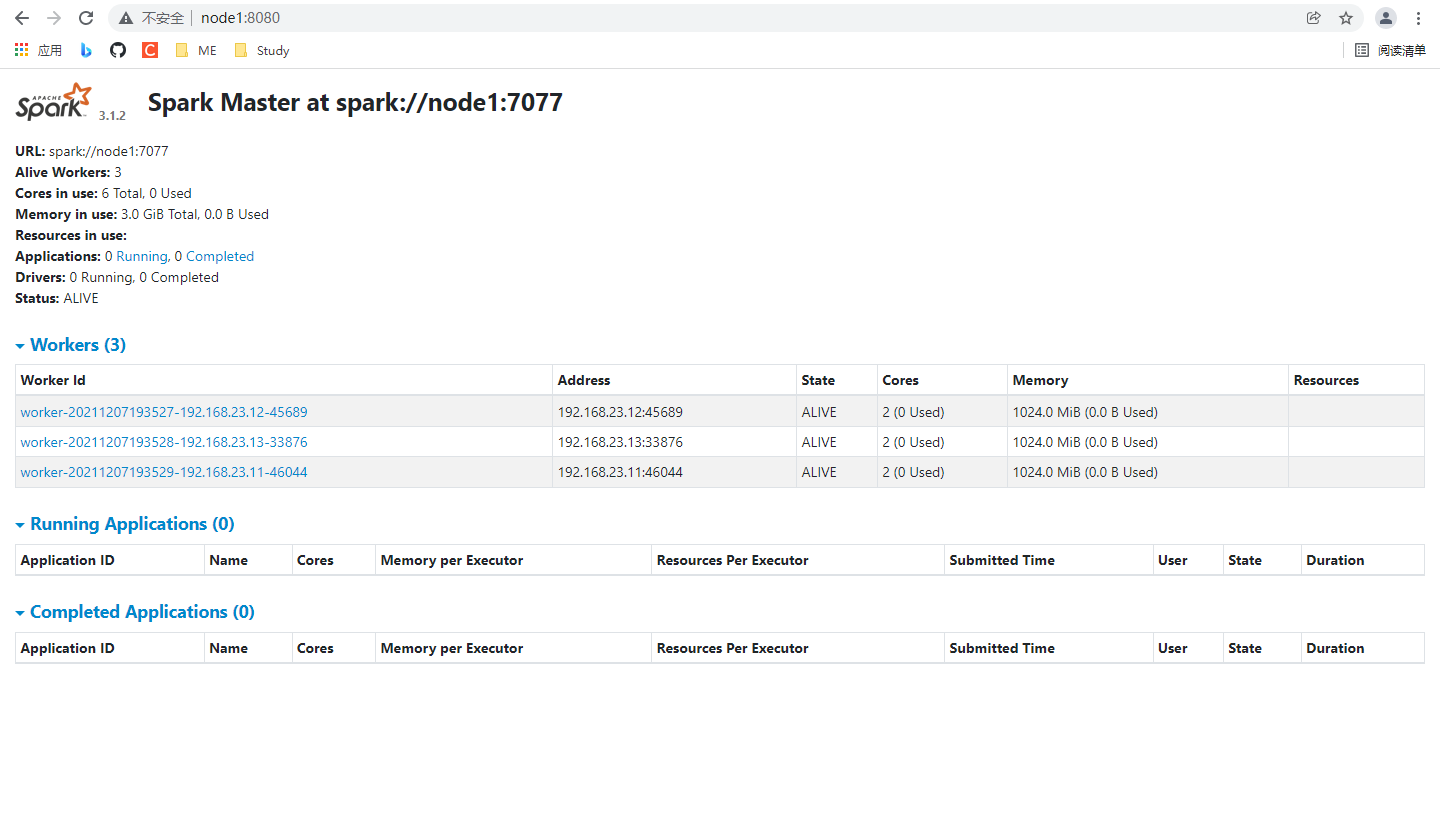 不安全 node1:8080
应用 C ME Study 阅读清单
APACHE Spark 3.1.2 Spark Master at spark://node1:7077
URL: spark://node1:7077
Alive Workers: 3
Cores in use: 6 Total, 0 Used
Memory in use: 3.0 GiB Total, 0.0 B Used
Resources in use:
Applications: 0 Running, 0 Completed
Drivers: 0 Running, 0 Completed
Status: ALIVE
Workers (3)
Worker Id Address State Cores Memory Resources
worker-20211207193527-192.168.23.12-45689 192.168.23.12:45689 ALIVE 2 (0 Used) 1024.0 MiB (0.0 B Used)
worker-20211207193528-192.168.23.13-33876 192.168.23.13:33876 ALIVE 2 (0 Used) 1024.0 MiB (0.0 B Used)
worker-20211207193529-192.168.23.11-46044 192.168.23.11:46044 ALIVE 2 (0 Used) 1024.0 MiB (0.0 B Used)
Running Applications (0)
Application ID Name Cores Memory per Executor Resources Per Executor Submitted Time User State Duration
Completed Applications (0)
Application ID Name Cores Memory per Executor Resources Per Executor Submitted Time User State Duration